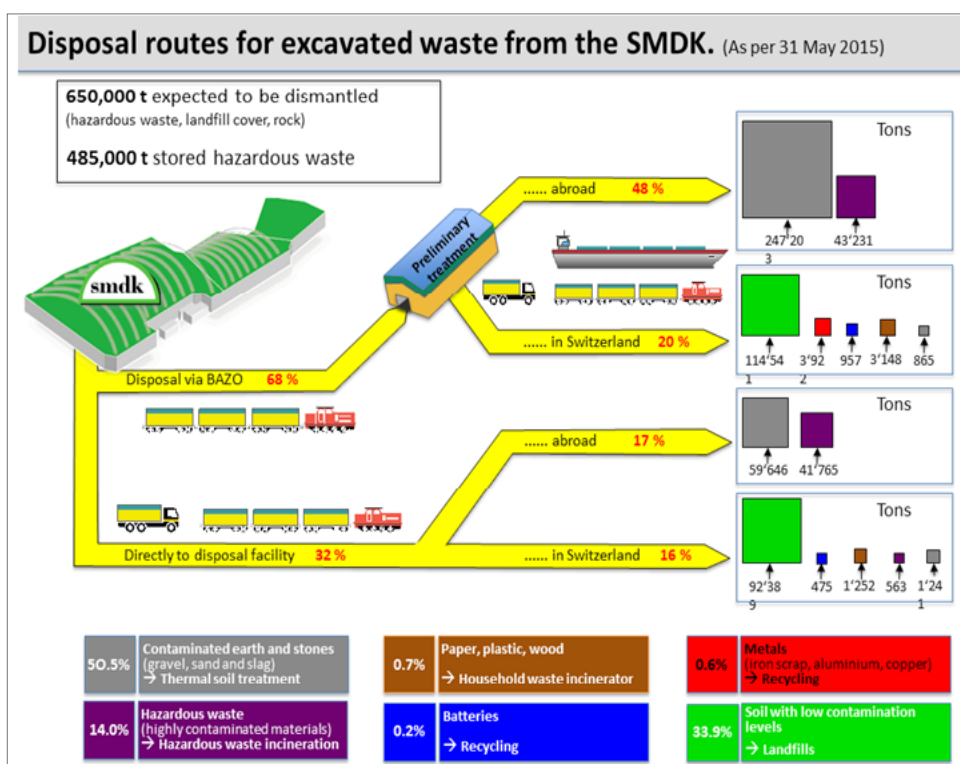 Disposal routes for excavated waste from the SMDK. (As per 31 May 2015)
650,000 t expected to be dismantled
(hazardous waste, landfill cover, rock)
485,000 t stored hazardous waste
smdk
Preliminary
treatment
...... abroad 48 %
Tons
247'20
3
43'231
...... in Switzerland 20 %
Tons
114'54
1
3'92
2
957
3'148
865
Disposal via BAZO 68 %
...... abroad 17 %
Tons
59'646
41'765
Directly to disposal facility 32 %
...... in Switzerland 16 %
Tons
92'38
9
475
1'252
563
1'24
1
50.5%
Contaminated earth and stones
(gravel, sand and slag)
→ Thermal soil treatment
0.7%
Paper, plastic, wood
→ Household waste incinerator
0.6%
Metals
(iron scrap, aluminium, copper)
→ Recycling
14.0%
Hazardous waste
(highly contaminated materials)
→ Hazardous waste incineration
0.2%
Batteries
→ Recycling
33.9%
Soil with low contamination
levels
→ Landfills